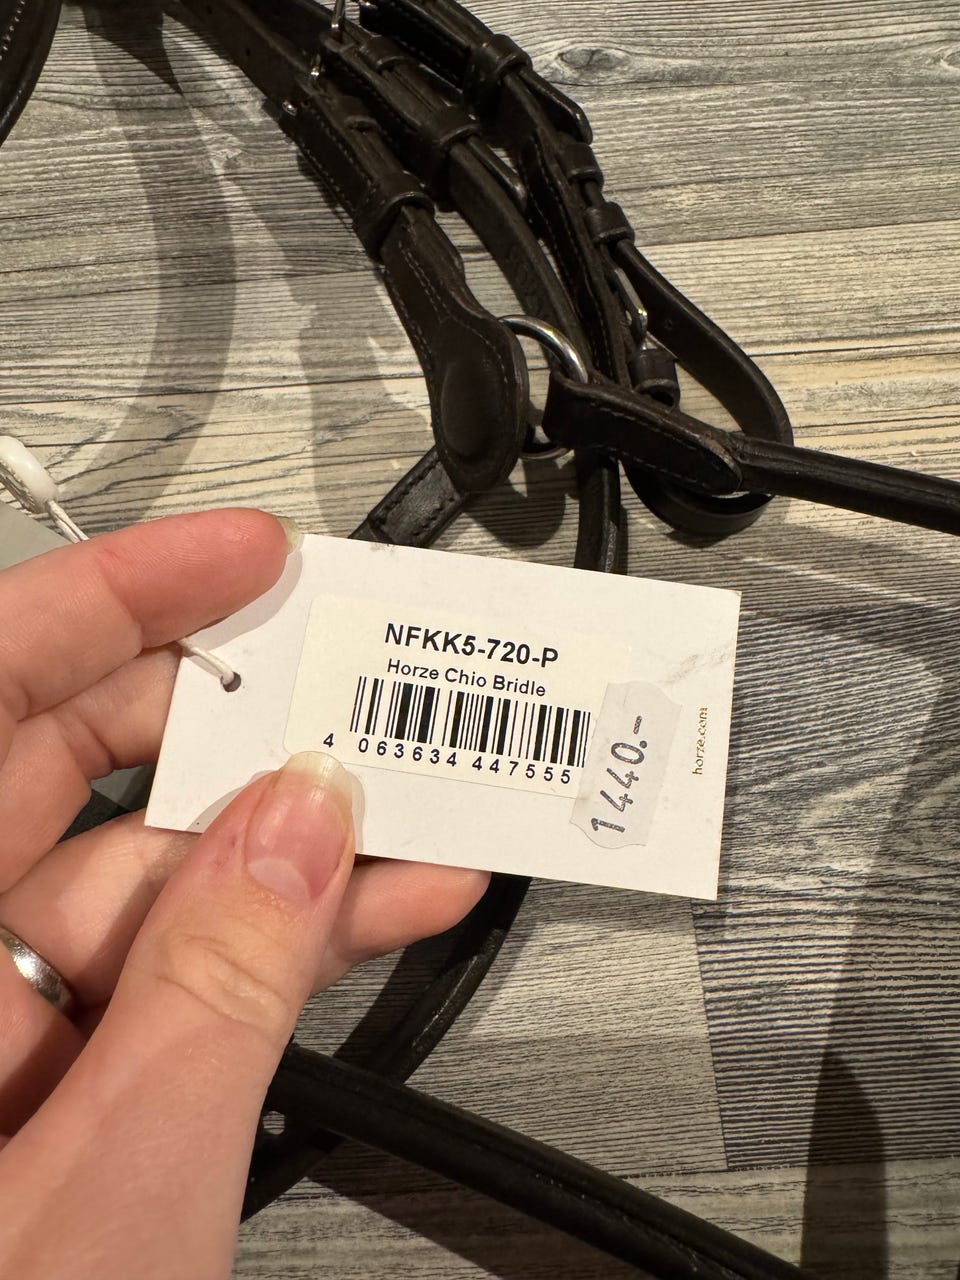 NFKK5-720-P
Horze Chio Bridle
4 063634 447555
1440.-
horze.com